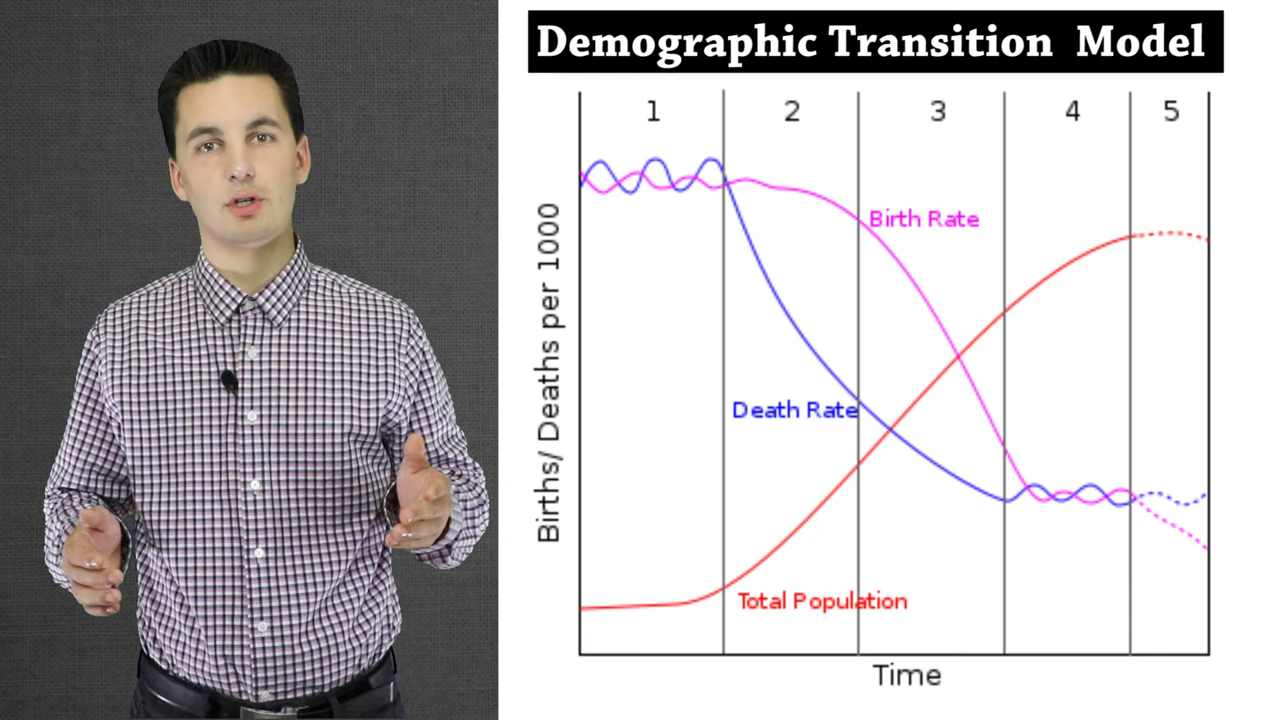 Demographic Transition Model
1 2 3 4 5
Birth Rate
Death Rate
Total Population
Births/ Deaths per 1000
Time